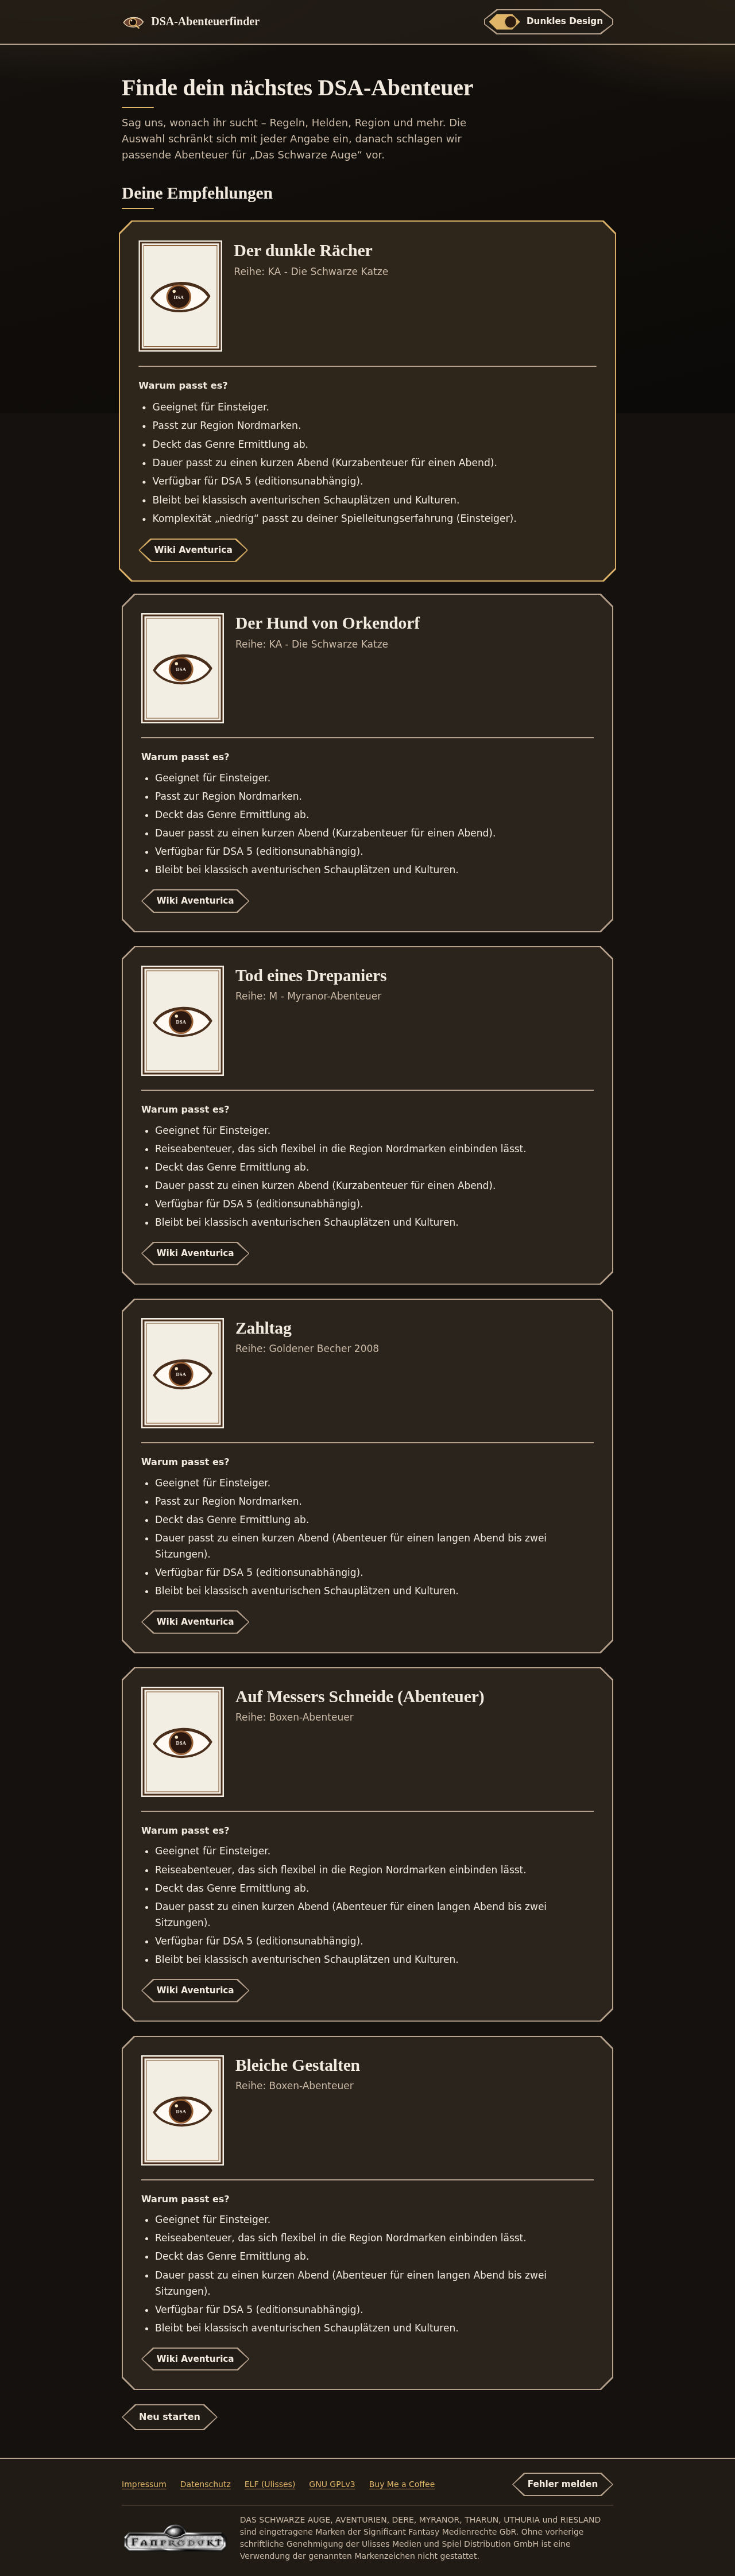 DSA-Abenteuerfinder
Dunkles Design
Finde dein nächstes DSA-Abenteuer
Sag uns, wonach ihr sucht – Regeln, Helden, Region und mehr. Die
Auswahl schränkt sich mit jeder Angabe ein, danach schlagen wir
passende Abenteuer für „Das Schwarze Auge“ vor.
Deine Empfehlungen
DSA
Der dunkle Rächer
Reihe: KA - Die Schwarze Katze
Warum passt es?
• Geeignet für Einsteiger.
• Passt zur Region Nordmarken.
• Deckt das Genre Ermittlung ab.
• Dauer passt zu einen kurzen Abend (Kurzabenteuer für einen Abend).
• Verfügbar für DSA 5 (editionsunabhängig).
• Bleibt bei klassisch aventurischen Schauplätzen und Kulturen.
• Komplexität „niedrig“ passt zu deiner Spielleitungserfahrung (Einsteiger).
Wiki Aventurica
DSA
Der Hund von Orkendorf
Reihe: KA - Die Schwarze Katze
Warum passt es?
• Geeignet für Einsteiger.
• Passt zur Region Nordmarken.
• Deckt das Genre Ermittlung ab.
• Dauer passt zu einen kurzen Abend (Kurzabenteuer für einen Abend).
• Verfügbar für DSA 5 (editionsunabhängig).
• Bleibt bei klassisch aventurischen Schauplätzen und Kulturen.
Wiki Aventurica
DSA
Tod eines Drepaniers
Reihe: M - Myranor-Abenteuer
Warum passt es?
• Geeignet für Einsteiger.
• Reiseabenteuer, das sich flexibel in die Region Nordmarken einbinden lässt.
• Deckt das Genre Ermittlung ab.
• Dauer passt zu einen kurzen Abend (Kurzabenteuer für einen Abend).
• Verfügbar für DSA 5 (editionsunabhängig).
• Bleibt bei klassisch aventurischen Schauplätzen und Kulturen.
Wiki Aventurica
DSA
Zahltag
Reihe: Goldener Becher 2008
Warum passt es?
• Geeignet für Einsteiger.
• Passt zur Region Nordmarken.
• Deckt das Genre Ermittlung ab.
• Dauer passt zu einen kurzen Abend (Abenteuer für einen langen Abend bis zwei
Sitzungen).
• Verfügbar für DSA 5 (editionsunabhängig).
• Bleibt bei klassisch aventurischen Schauplätzen und Kulturen.
Wiki Aventurica
DSA
Auf Messers Schneide (Abenteuer)
Reihe: Boxen-Abenteuer
Warum passt es?
• Geeignet für Einsteiger.
• Reiseabenteuer, das sich flexibel in die Region Nordmarken einbinden lässt.
• Deckt das Genre Ermittlung ab.
• Dauer passt zu einen kurzen Abend (Abenteuer für einen langen Abend bis zwei
Sitzungen).
• Verfügbar für DSA 5 (editionsunabhängig).
• Bleibt bei klassisch aventurischen Schauplätzen und Kulturen.
Wiki Aventurica
DSA
Bleiche Gestalten
Reihe: Boxen-Abenteuer
Warum passt es?
• Geeignet für Einsteiger.
• Reiseabenteuer, das sich flexibel in die Region Nordmarken einbinden lässt.
• Deckt das Genre Ermittlung ab.
• Dauer passt zu einen kurzen Abend (Abenteuer für einen langen Abend bis zwei
Sitzungen).
• Verfügbar für DSA 5 (editionsunabhängig).
• Bleibt bei klassisch aventurischen Schauplätzen und Kulturen.
Wiki Aventurica
Neu starten
Impressum Datenschutz ELF (Ulisses) GNU GPLv3 Buy Me a Coffee
Fehler melden
FANPRODUKT
DAS SCHWARZE AUGE, AVENTURIEN, DERE, MYRANOR, THARUN, UTHURIA und RIESLAND
sind eingetragene Marken der Significant Fantasy Medienrechte GbR. Ohne vorherige
schriftliche Genehmigung der Ulisses Medien und Spiel Distribution GmbH ist eine
Verwendung der genannten Markenzeichen nicht gestattet.